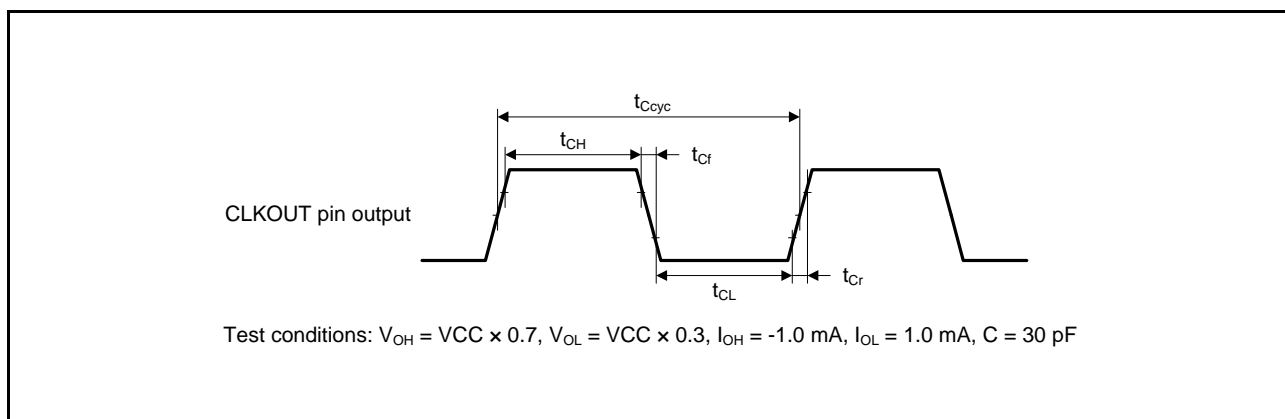 tCcyc
tCH
tCf
CLKOUT pin output
tCL
tCr
Test conditions: VOH = VCC × 0.7, VOL = VCC × 0.3, IOH = -1.0 mA, IOL = 1.0 mA, C = 30 pF